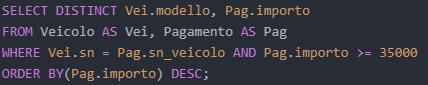 SELECT DISTINCT Vei.modello, Pag.importo
FROM Veicolo AS Vei, Pagamento AS Pag
WHERE Vei.sn = Pag.sn_veicolo AND Pag.importo >= 35000
ORDER BY(Pag.importo) DESC;